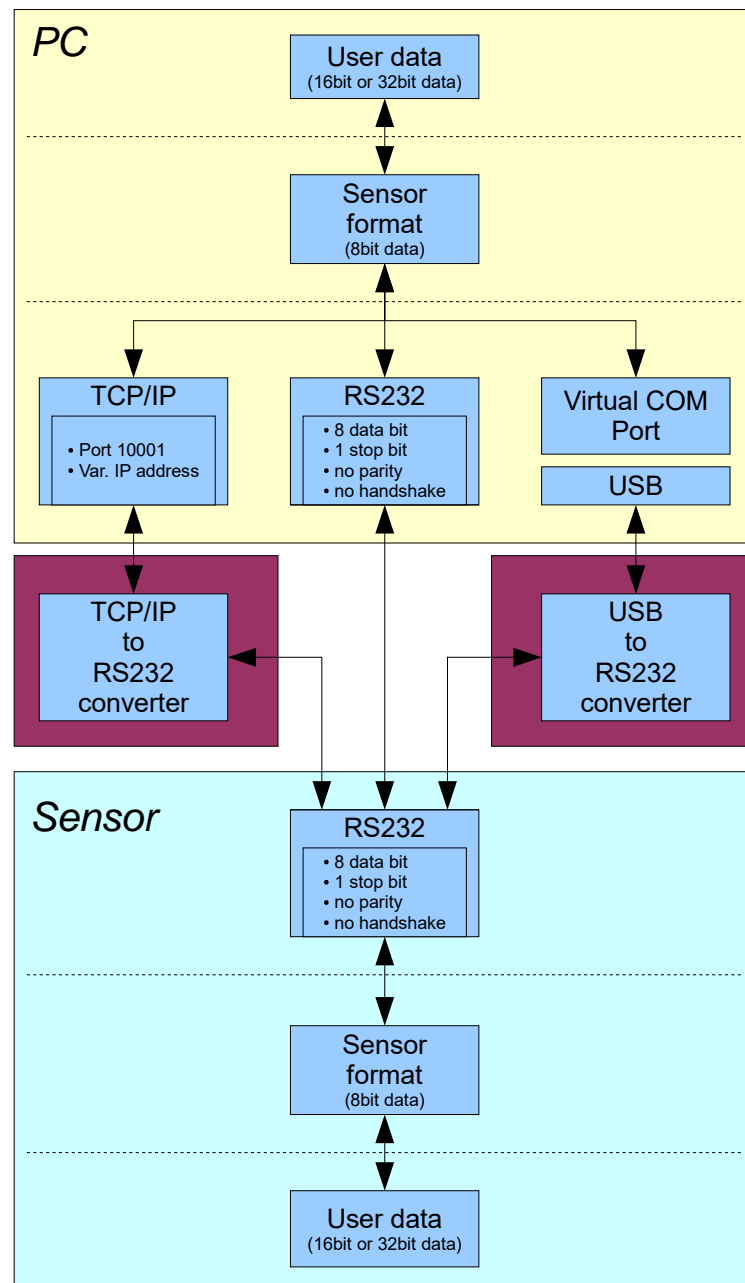 PC
User data
(16bit or 32bit data)
Sensor
format
(8bit data)
TCP/IP
• Port 10001
• Var. IP address
RS232
• 8 data bit
• 1 stop bit
• no parity
• no handshake
Virtual COM
Port
USB
TCP/IP
to
RS232
converter
USB
to
RS232
converter
Sensor
RS232
• 8 data bit
• 1 stop bit
• no parity
• no handshake
Sensor
format
(8bit data)
User data
(16bit or 32bit data)